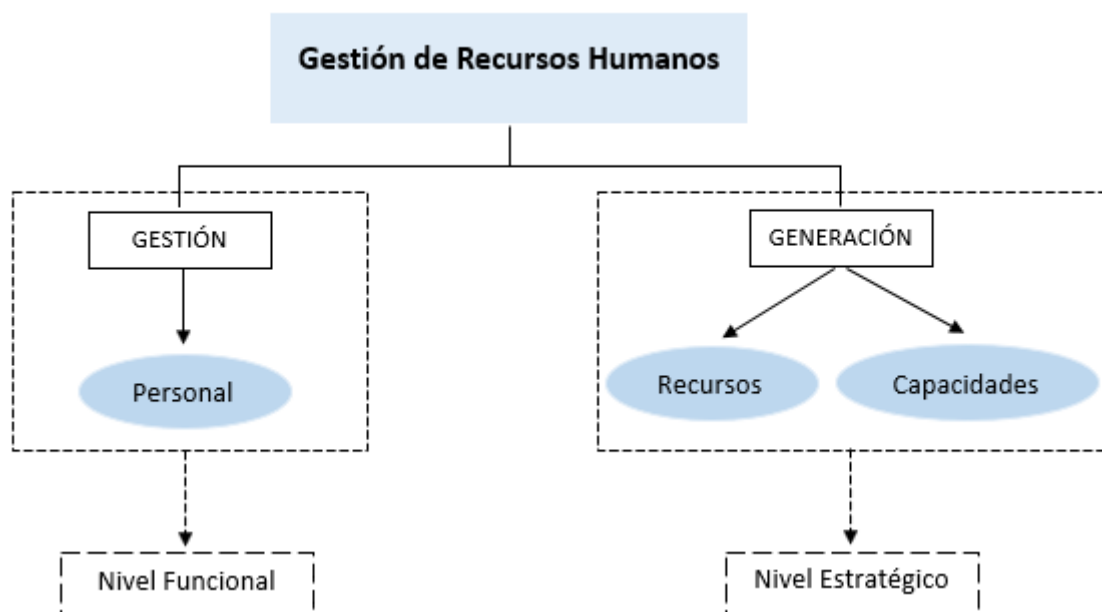 Gestión de Recursos Humanos
GESTIÓN
GENERACIÓN
Personal
Recursos
Capacidades
Nivel Funcional
Nivel Estratégico